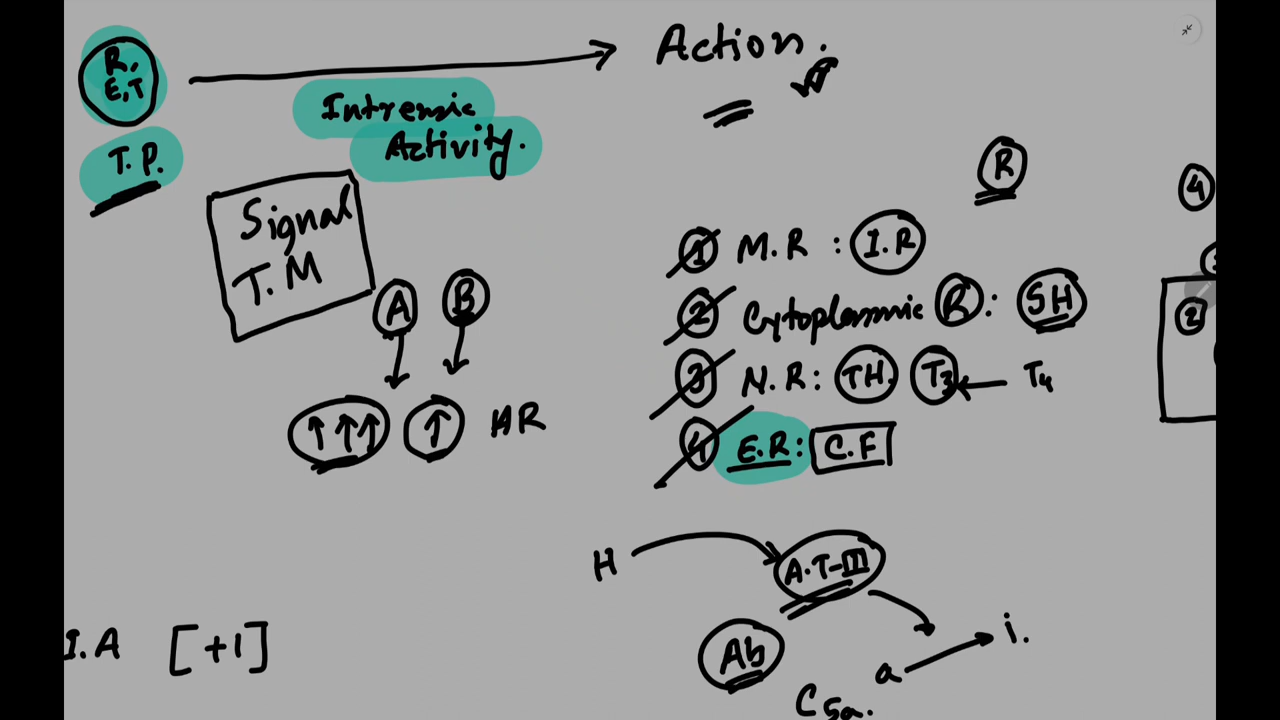 R,
E,T
Action.
Intrensic
Activity.
T.P.
Signal
T.M
A B
↑ ↑↑ ↑ HR
R
1 M.R : I.R
2 Cytoplasmic R: SH
3 N.R: TH. T3 ← T4
4 E.R: C.F
4
2
H A.T-III
I.A [+1]
Ab a i.
C5a.